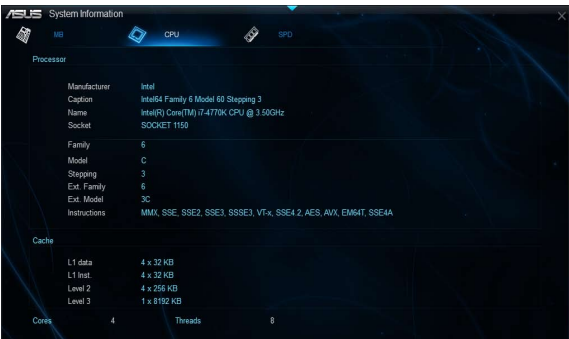 ASUS System Information
MB CPU SPD
Processor
Manufacturer Intel
Caption Intel64 Family 6 Model 60 Stepping 3
Name Intel(R) Core(TM) i7-4770K CPU @ 3.50GHz
Socket SOCKET 1150
Family 6
Model C
Stepping 3
Ext. Family 6
Ext. Model 3C
Instructions MMX, SSE, SSE2, SSE3, SSSE3, VT-x, SSE4.2, AES, AVX, EM64T, SSE4A
Cache
L1 data 4 x 32 KB
L1 Inst. 4 x 32 KB
Level 2 4 x 256 KB
Level 3 1 x 8192 KB
Cores 4 Threads 8